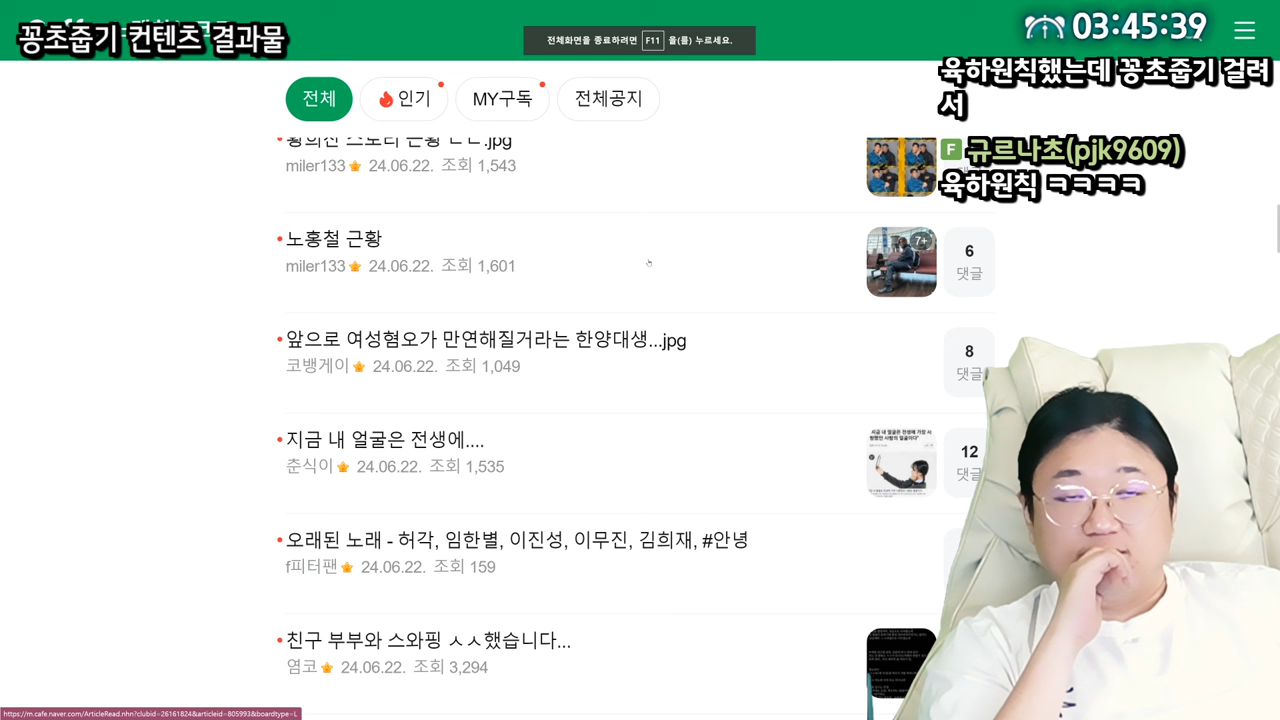 꽁초줍기 컨텐츠 결과물
전체화면을 종료하려면 F11 을(를) 누르세요.
03:45:39
육하원칙했는데 꽁초줍기 걸려
서
F 규르나초(pjk9609)
육하원칙 ㅋㅋㅋㅋ
전체 인기 MY구독 전체공지
황희찬 스토리 근황 ㄷㄷ.jpg
miler133 24.06.22. 조회 1,543
노홍철 근황
miler133 24.06.22. 조회 1,601
7+
6
댓글
앞으로 여성혐오가 만연해질거라는 한양대생...jpg
코뱅게이 24.06.22. 조회 1,049
8
댓글
지금 내 얼굴은 전생에....
춘식이 24.06.22. 조회 1,535
12
댓글
오래된 노래 - 허각, 임한별, 이진성, 이무진, 김희재, #안녕
f피터팬 24.06.22. 조회 159
친구 부부와 스와핑 ㅅㅅ했습니다...
염코 24.06.22. 조회 3,294
https://m.cafe.naver.com/ArticleRead.nhn?clubid=26161824&articleid=805993&boardtype=L